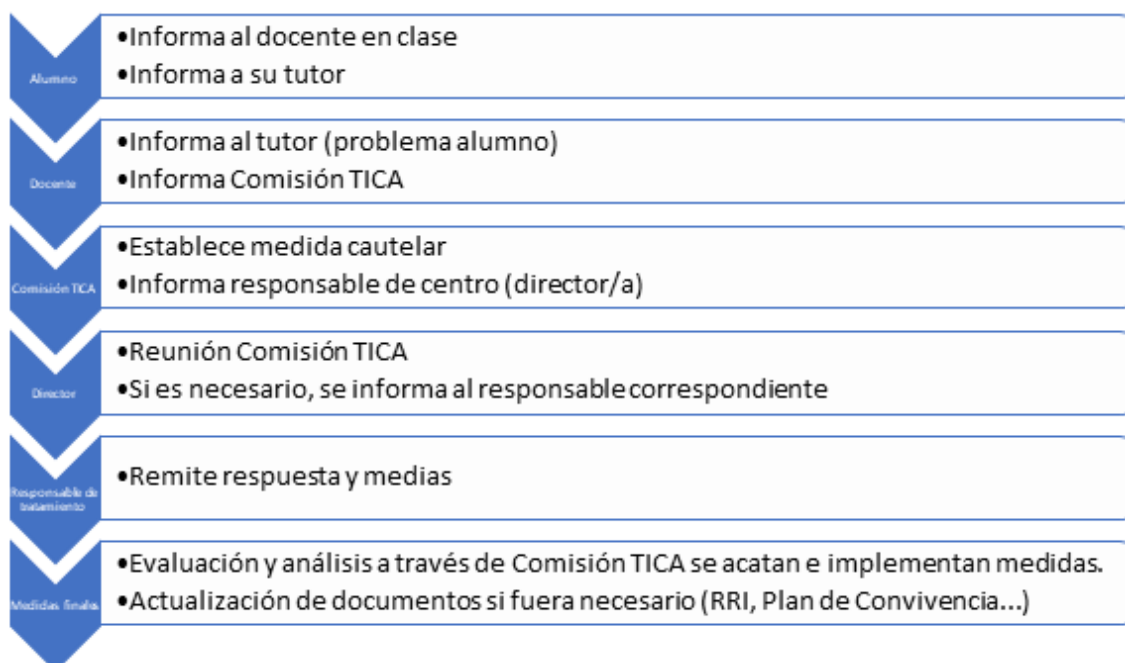 Alumno
•Informa al docente en clase
•Informa a su tutor
Docente
•Informa al tutor (problema alumno)
•Informa Comisión TICA
Comisión TICA
•Establece medida cautelar
•Informa responsable de centro (director/a)
Director
•Reunión Comisión TICA
•Si es necesario, se informa al responsable correspondiente
Responsable de
tratamiento
•Remite respuesta y medias
Medidas finales
•Evaluación y análisis a través de Comisión TICA se acatan e implementan medidas.
•Actualización de documentos si fuera necesario (RRI, Plan de Convivencia...)